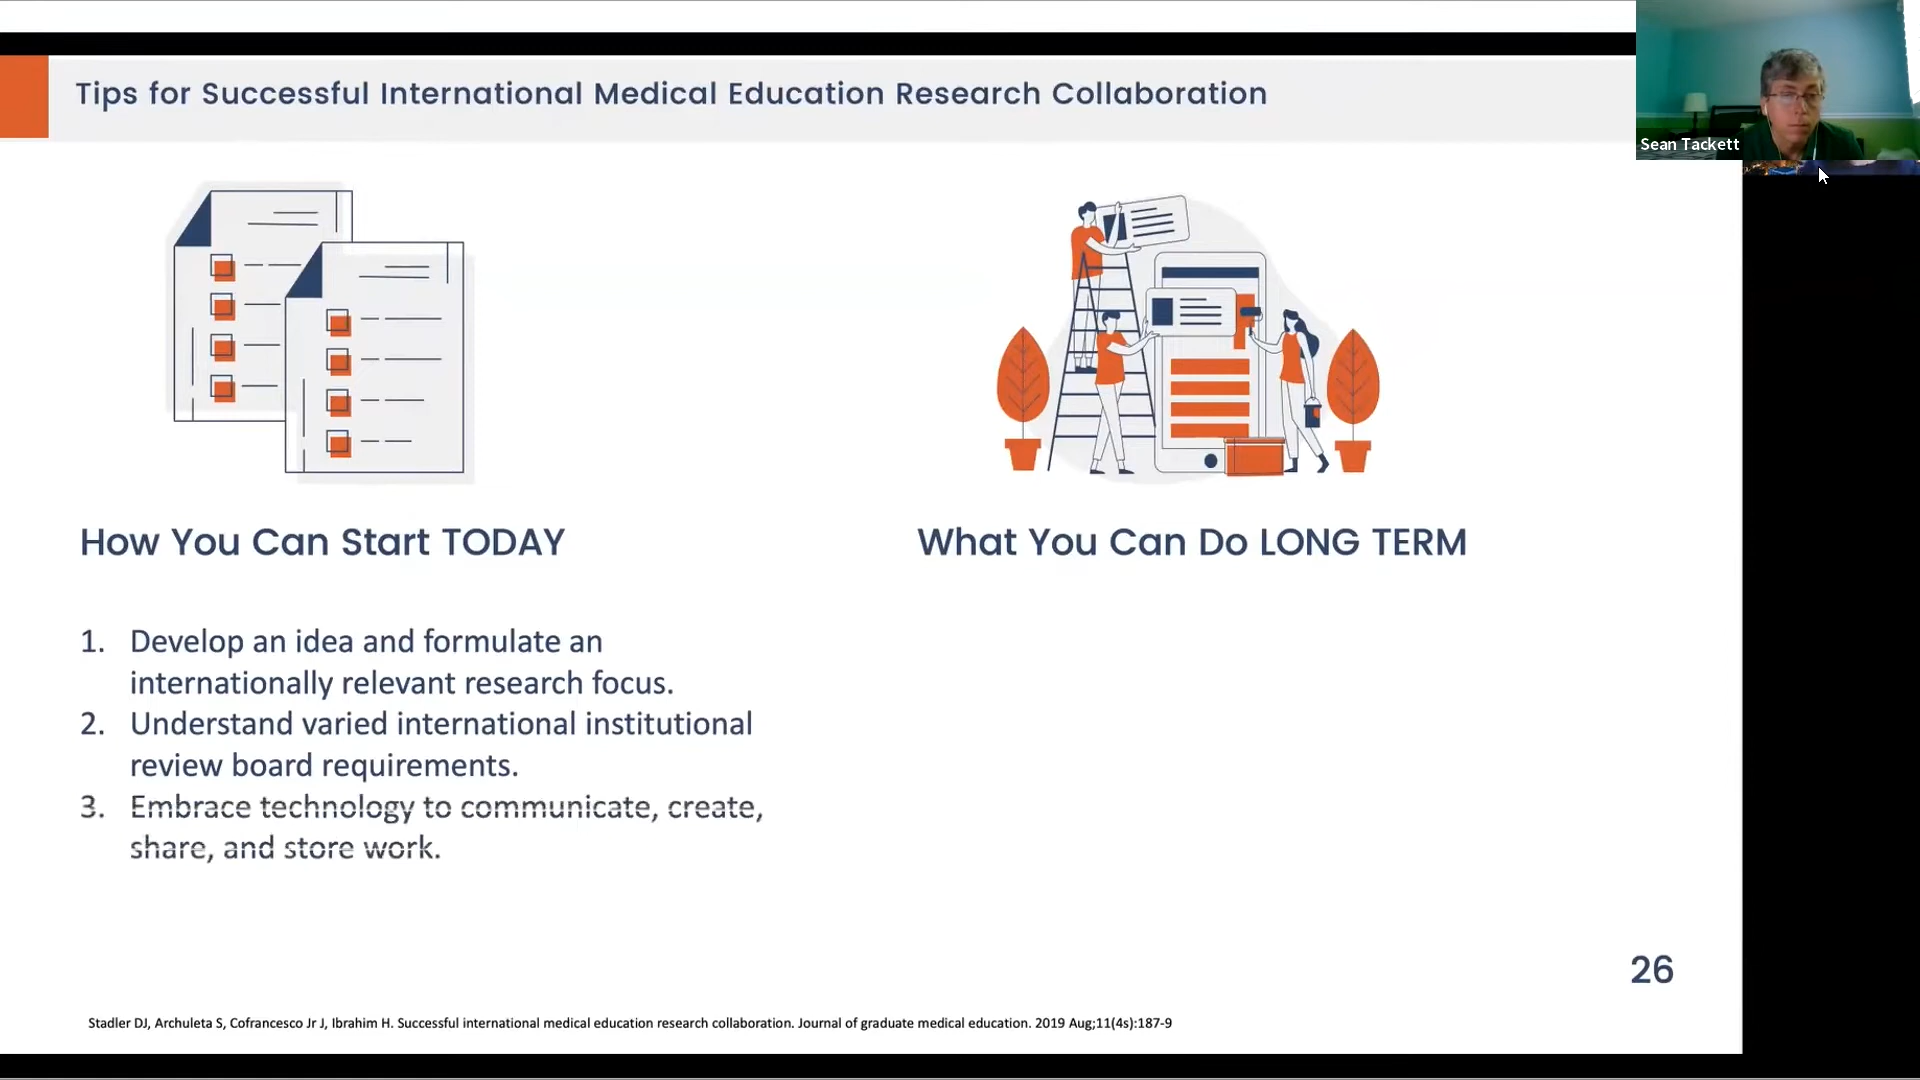 Tips for Successful International Medical Education Research Collaboration
Sean Tackett
How You Can Start TODAY
1. Develop an idea and formulate an
internationally relevant research focus.
2. Understand varied international institutional
review board requirements.
3. Embrace technology to communicate, create,
share, and store work.
What You Can Do LONG TERM
26
Stadler DJ, Archuleta S, Cofrancesco Jr J, Ibrahim H. Successful international medical education research collaboration. Journal of graduate medical education. 2019 Aug;11(4s):187-9